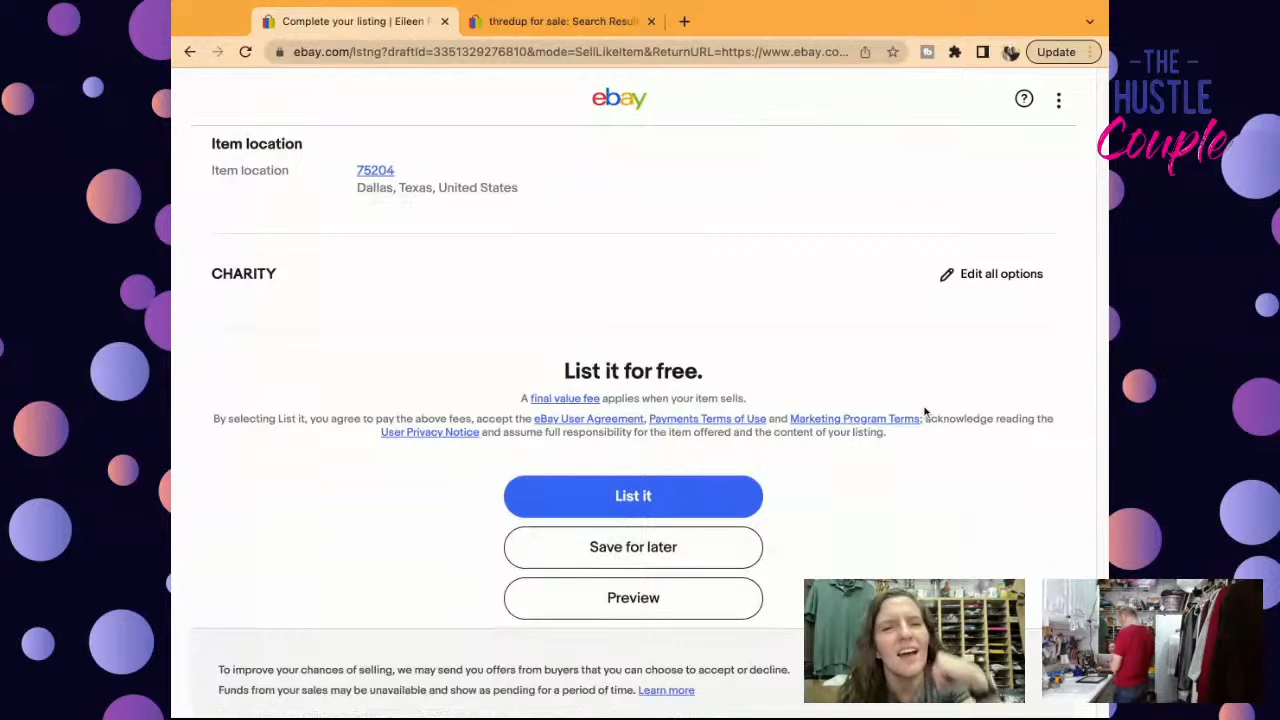 Complete your listing | Eileen F
thredup for sale: Search Resul
ebay.com/lstng?draftId=3351329276810&mode=SellLikeItem&ReturnURL=https://www.ebay.co...
Update
-THE-
HUSTLE
Couple
ebay
Item location
Item location
75204
Dallas, Texas, United States
CHARITY
Edit all options
List it for free.
A final value fee applies when your item sells.
By selecting List it, you agree to pay the above fees, accept the eBay User Agreement, Payments Terms of Use and Marketing Program Terms; acknowledge reading the
User Privacy Notice and assume full responsibility for the item offered and the content of your listing.
List it
Save for later
Preview
To improve your chances of selling, we may send you offers from buyers that you can choose to accept or decline.
Funds from your sales may be unavailable and show as pending for a period of time. Learn more